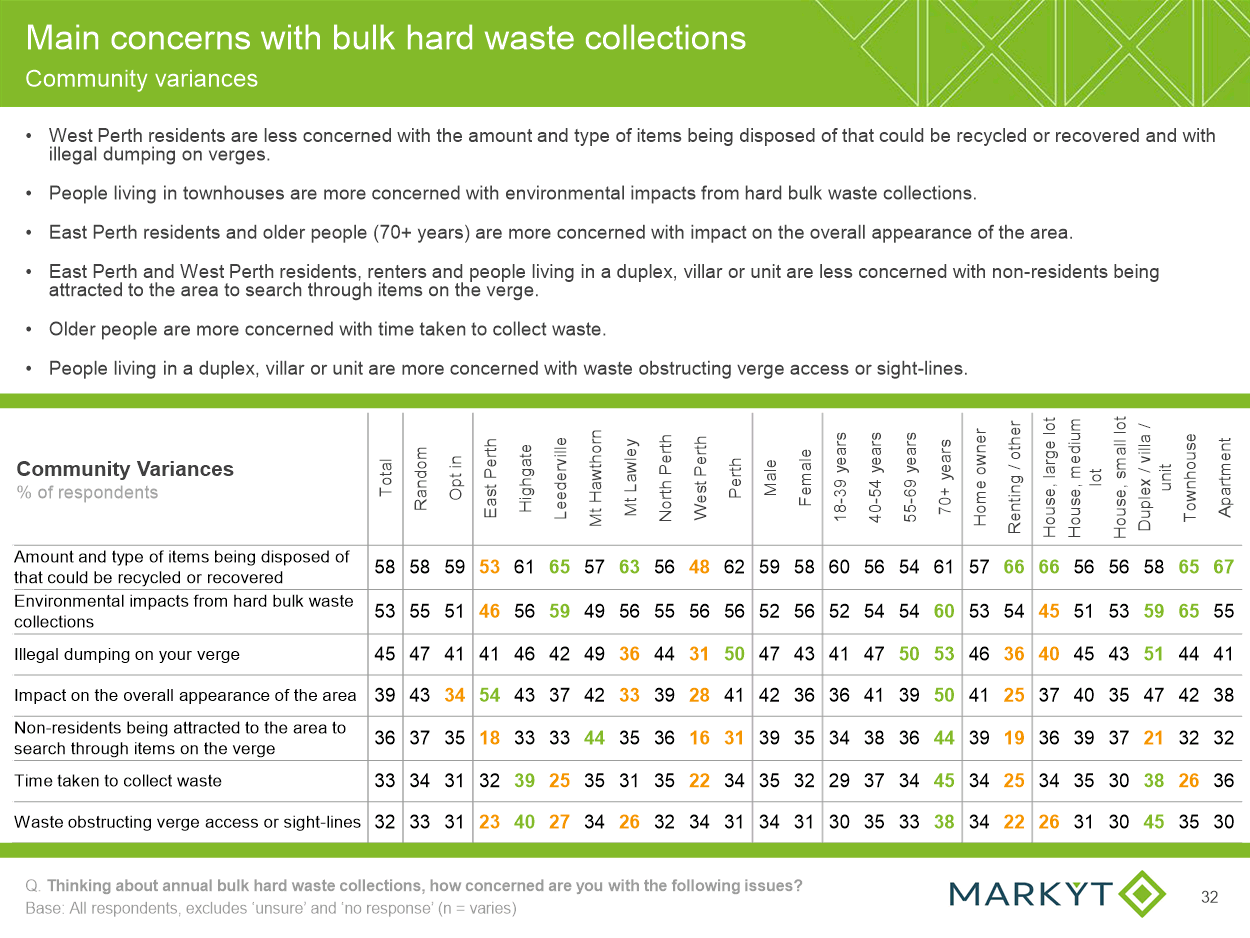 Main concerns with bulk hard waste collections
Community variances
• West Perth residents are less concerned with the amount and type of items being disposed of that could be recycled or recovered and with
illegal dumping on verges.
• People living in townhouses are more concerned with environmental impacts from hard bulk waste collections.
• East Perth residents and older people (70+ years) are more concerned with impact on the overall appearance of the area.
• East Perth and West Perth residents, renters and people living in a duplex, villar or unit are less concerned with non-residents being
attracted to the area to search through items on the verge.
• Older people are more concerned with time taken to collect waste.
• People living in a duplex, villar or unit are more concerned with waste obstructing verge access or sight-lines.
Community Variances
% of respondents
Total
Random
Opt in
East Perth
Highgate
Leederville
Mt Hawthorn
Mt Lawley
North Perth
West Perth
Perth
Male
Female
18-39 years
40-54 years
55-69 years
70+ years
Home owner
Renting / other
House, large lot
House, medium
lot
House, small lot
Duplex / villa /
unit
Townhouse
Apartment
Amount and type of items being disposed of
that could be recycled or recovered
58 58 59 53 61 65 57 63 56 48 62 59 58 60 56 54 61 57 66 66 56 56 58 65 67
Environmental impacts from hard bulk waste
collections
53 55 51 46 56 59 49 56 55 56 56 52 56 52 54 54 60 53 54 45 51 53 59 65 55
Illegal dumping on your verge 45 47 41 41 46 42 49 36 44 31 50 47 43 41 47 50 53 46 36 40 45 43 51 44 41
Impact on the overall appearance of the area 39 43 34 54 43 37 42 33 39 28 41 42 36 36 41 39 50 41 25 37 40 35 47 42 38
Non-residents being attracted to the area to
search through items on the verge
36 37 35 18 33 33 44 35 36 16 31 39 35 34 38 36 44 39 19 36 39 37 21 32 32
Time taken to collect waste 33 34 31 32 39 25 35 31 35 22 34 35 32 29 37 34 45 34 25 34 35 30 38 26 36
Waste obstructing verge access or sight-lines 32 33 31 23 40 27 34 26 32 34 31 34 31 30 35 33 38 34 22 26 31 30 45 35 30
Q. Thinking about annual bulk hard waste collections, how concerned are you with the following issues?
Base: All respondents, excludes 'unsure' and 'no response' (n = varies)
MARKYT
32